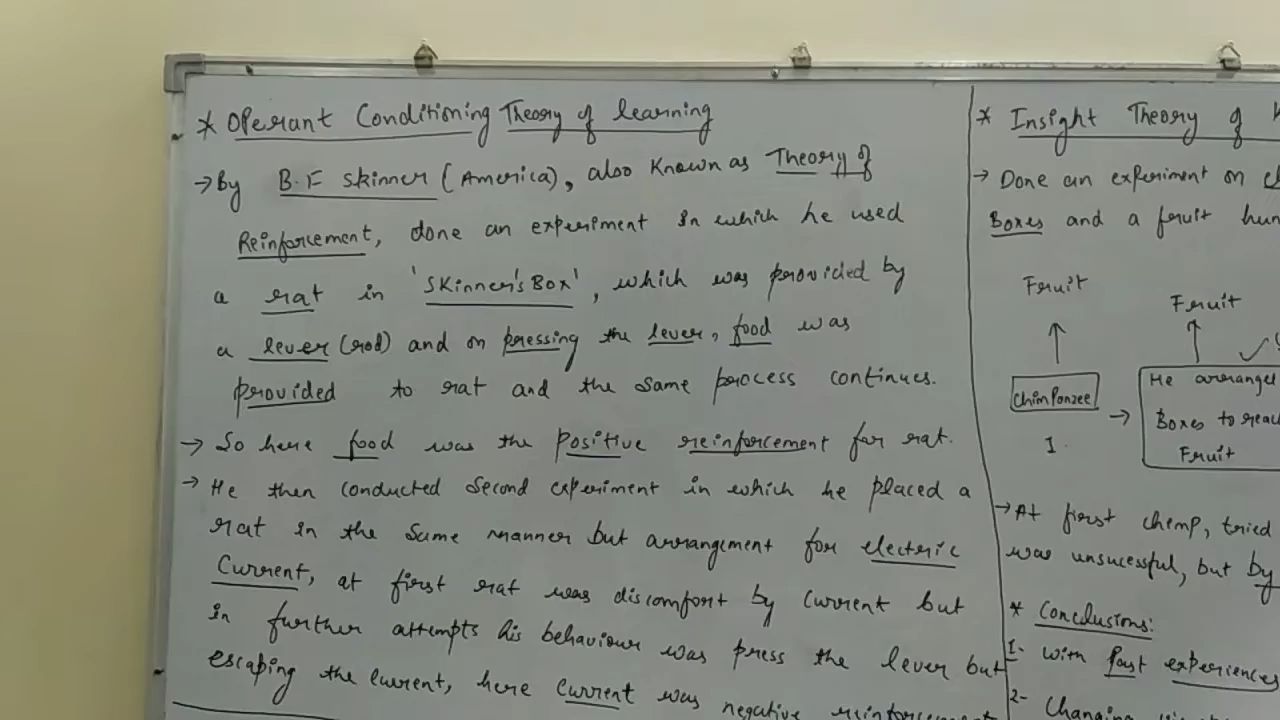 * Operant Conditioning Theory of learning
→ By B.F Skinner (America), also known as Theory of
Reinforcement, done an experiment in which he used
a rat in 'Skinner's Box', which was provided by
a lever (rod) and on pressing the lever, food was
provided to rat and the same process continues.
→ So here food was the positive reinforcement for rat.
→ He then conducted second experiment in which he placed a
rat in the same manner but arrangement for electric
Current, at first rat was discomfort by current but
in further attempts his behaviour was press the lever but
escaping the current, here current was negative reinforcement
* Insight Theory of
→ Done an experiment on
Boxes and a fruit
Fruit
↑
Chimponzee
I.
→
Fruit
↑
✓
He arranged
Boxes to
Fruit
→ At first chimp, tried
was unsucessful, but by
* Conclusions:
1- with Past experiences
2- Changing